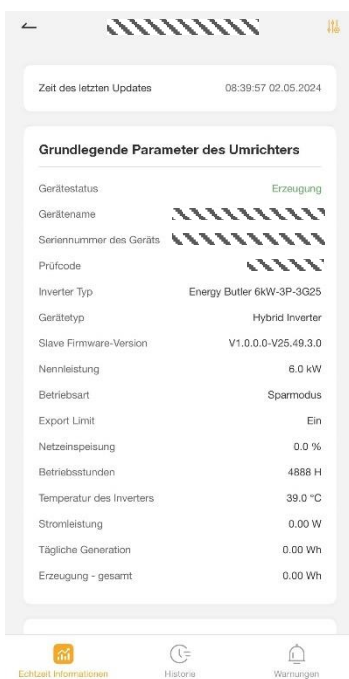 Zeit des letzten Updates 08:39:57 02.05.2024
Grundlegende Parameter des Umrichters
Gerätestatus Erzeugung
Gerätename
Seriennummer des Geräts
Prüfcode
Inverter Typ Energy Butler 6kW-3P-3G25
Gerätetyp Hybrid Inverter
Slave Firmware-Version V1.0.0.0-V25.49.3.0
Nennleistung 6.0 kW
Betriebsart Sparmodus
Export Limit Ein
Netzeinspeisung 0.0 %
Betriebsstunden 4888 H
Temperatur des Inverters 39.0 °C
Stromleistung 0.00 W
Tägliche Generation 0.00 Wh
Erzeugung - gesamt 0.00 Wh
Echtzeit Informationen Historie Warnungen